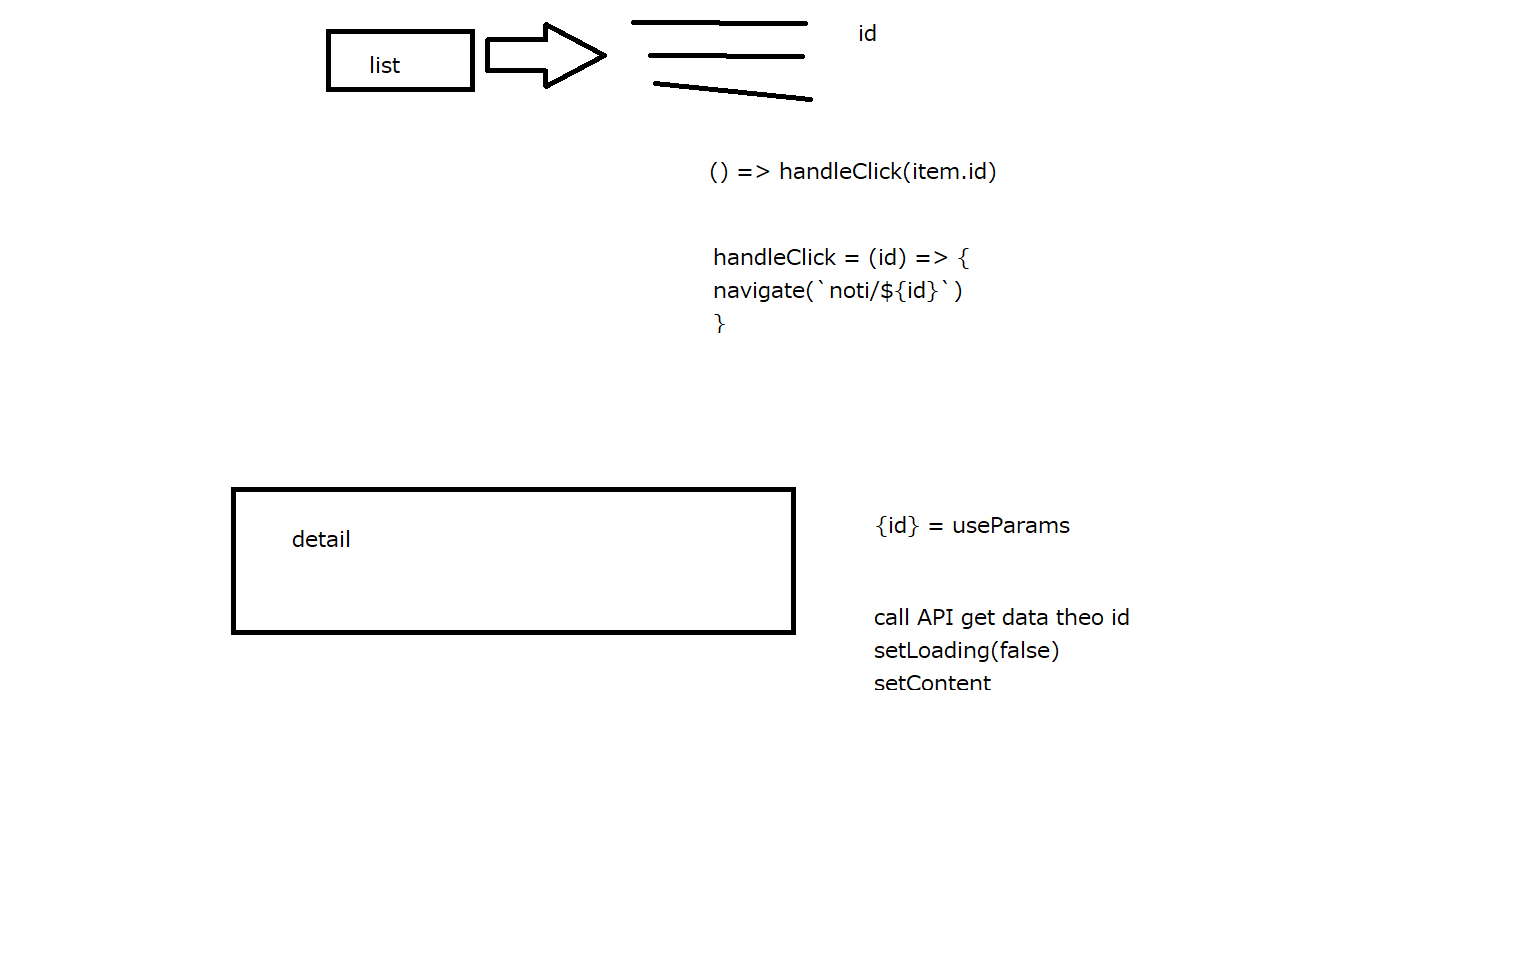 list
id
() => handleClick(item.id)
handleClick = (id) => {
navigate(`noti/${id}`)
}
detail
{id} = useParams
call API get data theo id
setLoading(false)
setContent